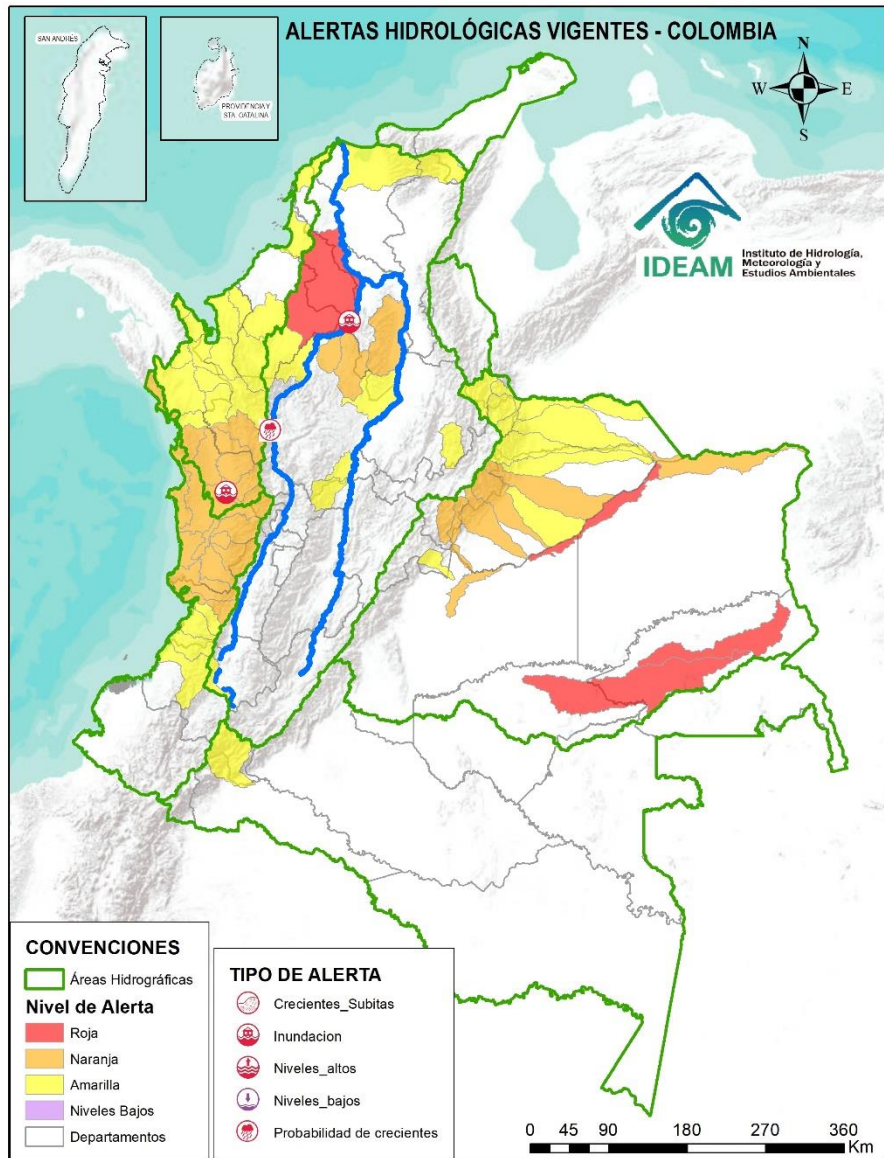 ALERTAS HIDROLÓGICAS VIGENTES - COLOMBIA
SAN ANDRÉS
PROVIDENCIA Y
STA. CATALINA
N
W
E
S
IDEAM
Instituto de Hidrología,
Meteorología y
Estudios Ambientales
CONVENCIONES
Áreas Hidrográficas
Nivel de Alerta
Roja
Naranja
Amarilla
Niveles Bajos
Departamentos
TIPO DE ALERTA
Crecientes_Subitas
Inundacion
Niveles_altos
Niveles_bajos
Probabilidad de crecientes
0 45 90 180 270 360
Km